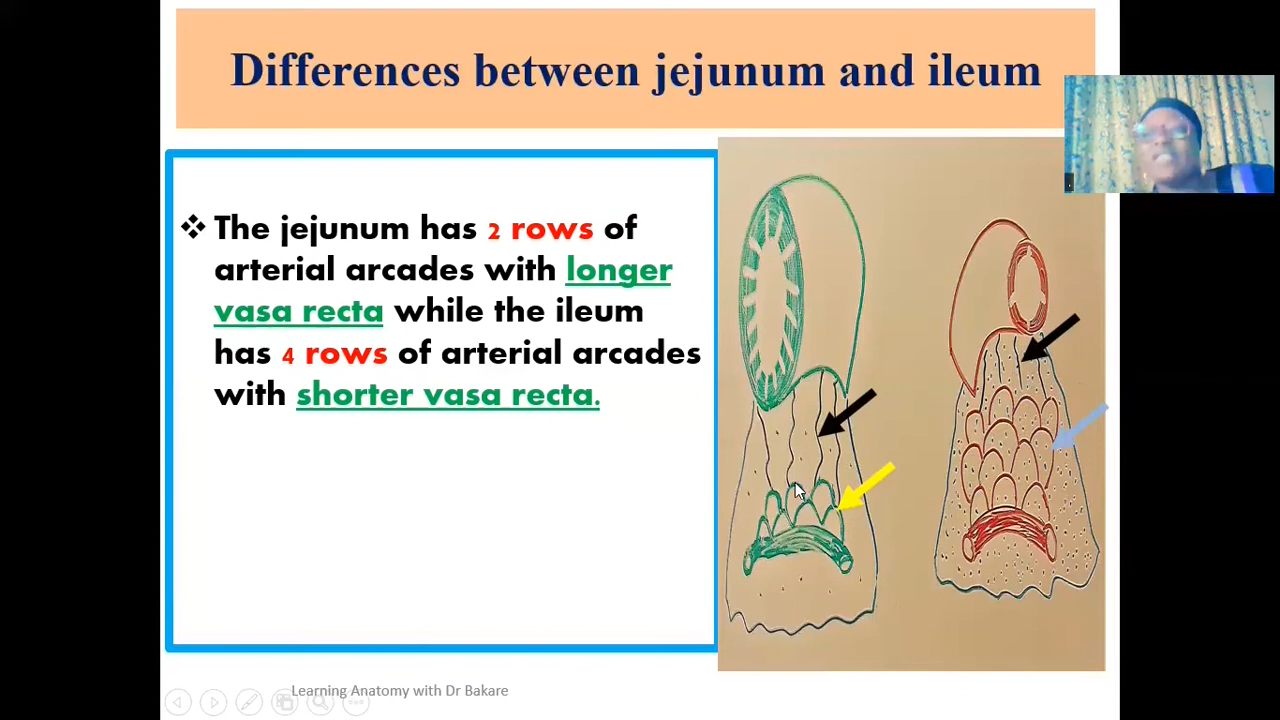 Differences between jejunum and ileum
❖ The jejunum has 2 rows of
arterial arcades with longer
vasa recta while the ileum
has 4 rows of arterial arcades
with shorter vasa recta.
Learning Anatomy with Dr Bakare